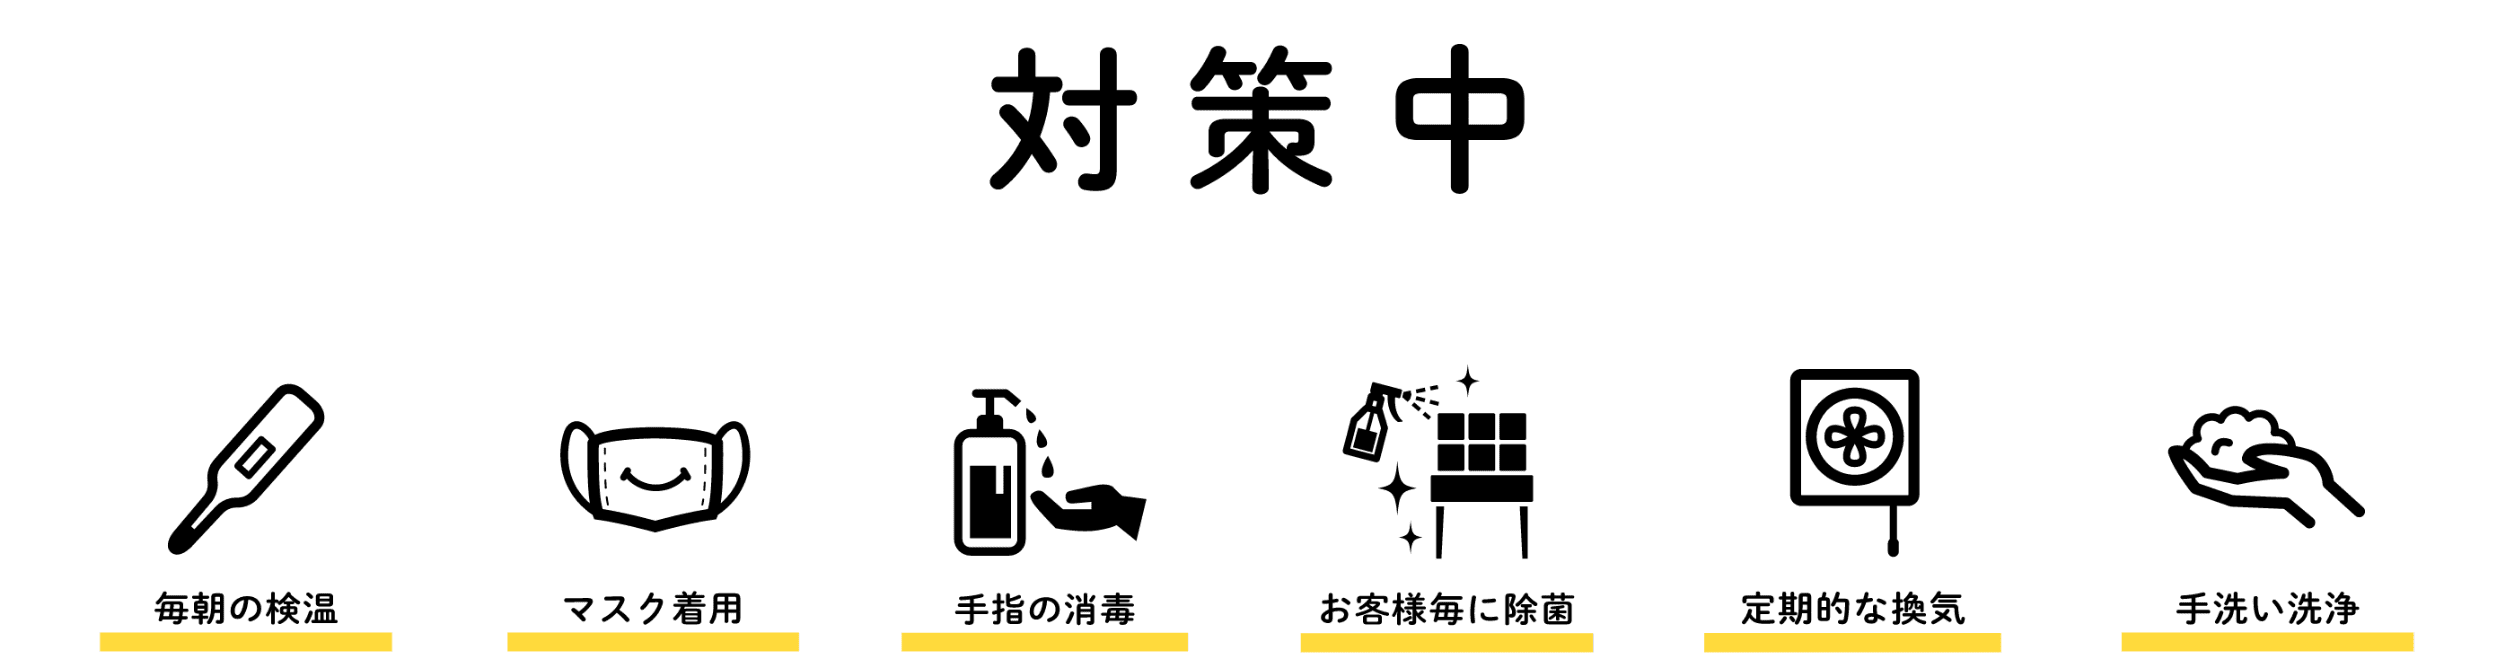 対策中
毎朝の検温
マスク着用
手指の消毒
お客様毎に除菌
定期的な換気
手洗い洗浄